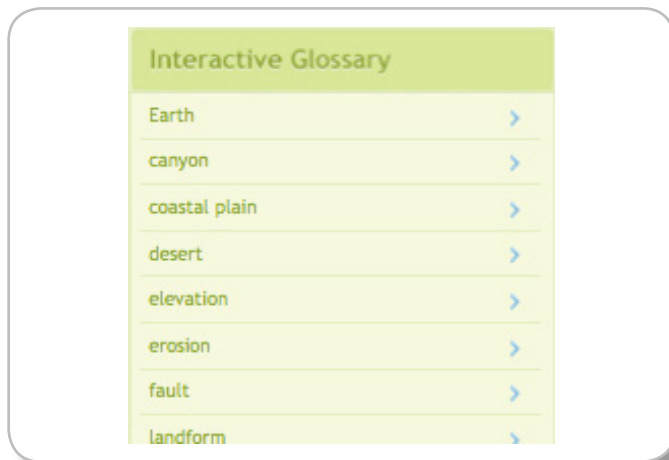 Interactive Glossary
Earth
canyon
coastal plain
desert
elevation
erosion
fault
landform